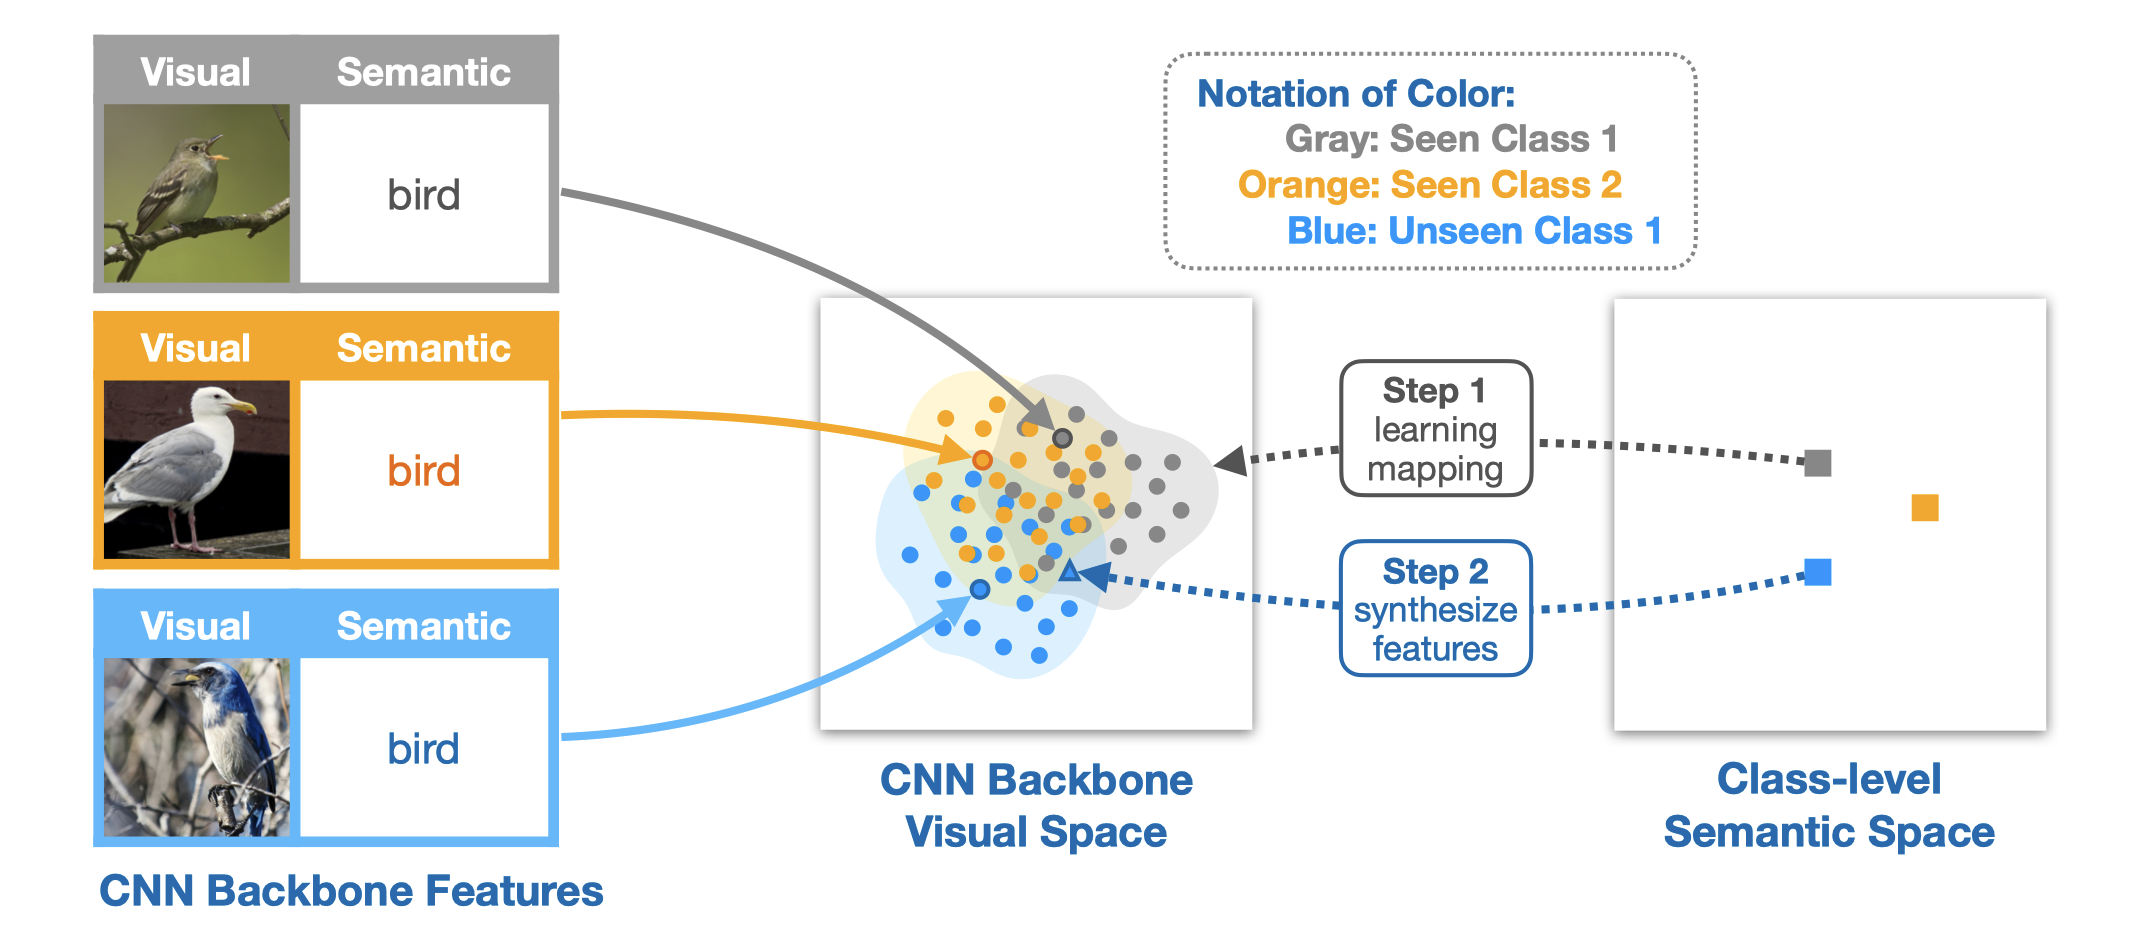 Visual Semantic
bird
Visual Semantic
bird
Visual Semantic
bird
CNN Backbone Features
Notation of Color:
Gray: Seen Class 1
Orange: Seen Class 2
Blue: Unseen Class 1
CNN Backbone
Visual Space
Step 1
learning
mapping
Step 2
synthesize
features
Class-level
Semantic Space